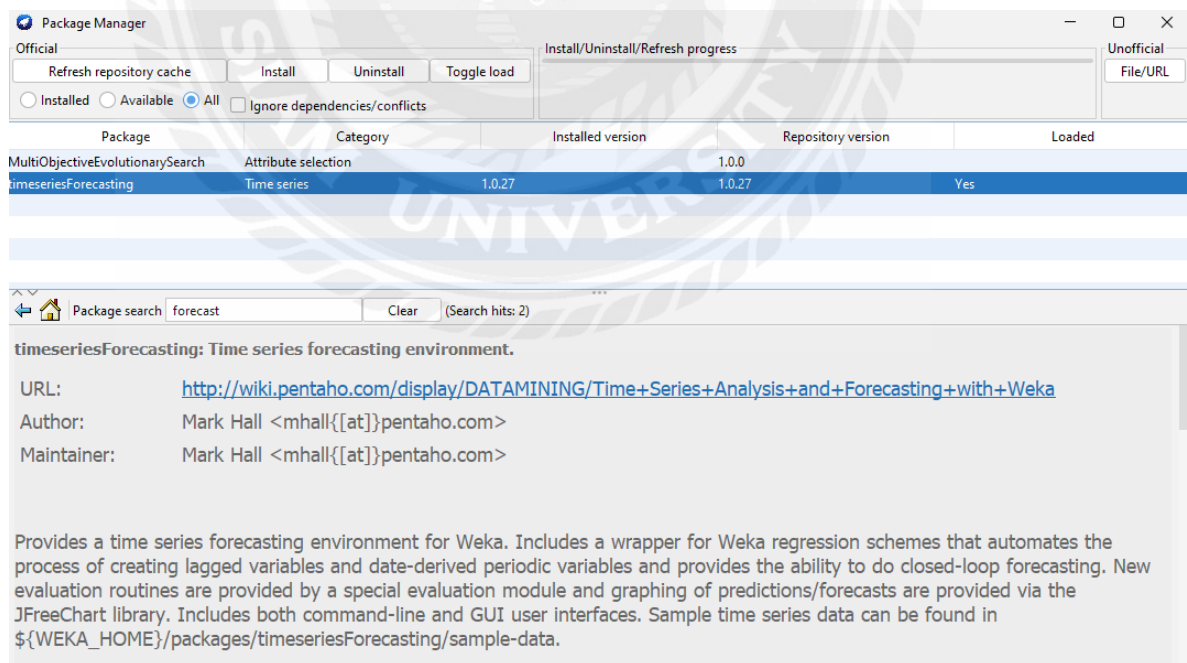 Package Manager
Official
Install/Uninstall/Refresh progress
Unofficial
Refresh repository cache Install Uninstall Toggle load
File/URL
Installed Available All Ignore dependencies/conflicts
Package Category Installed version Repository version Loaded
MultiObjectiveEvolutionarySearch Attribute selection 1.0.0
timeseriesForecasting Time series 1.0.27 1.0.27 Yes
UNIVERSITY
Package search forecast Clear (Search hits: 2)
timeseriesForecasting: Time series forecasting environment.
URL: http://wiki.pentaho.com/display/DATAMINING/Time+Series+Analysis+and+Forecasting+with+Weka
Author: Mark Hall <mhall{[at]}pentaho.com>
Maintainer: Mark Hall <mhall{[at]}pentaho.com>
Provides a time series forecasting environment for Weka. Includes a wrapper for Weka regression schemes that automates the
process of creating lagged variables and date-derived periodic variables and provides the ability to do closed-loop forecasting. New
evaluation routines are provided by a special evaluation module and graphing of predictions/forecasts are provided via the
JFreeChart library. Includes both command-line and GUI user interfaces. Sample time series data can be found in
${WEKA_HOME}/packages/timeseriesForecasting/sample-data.